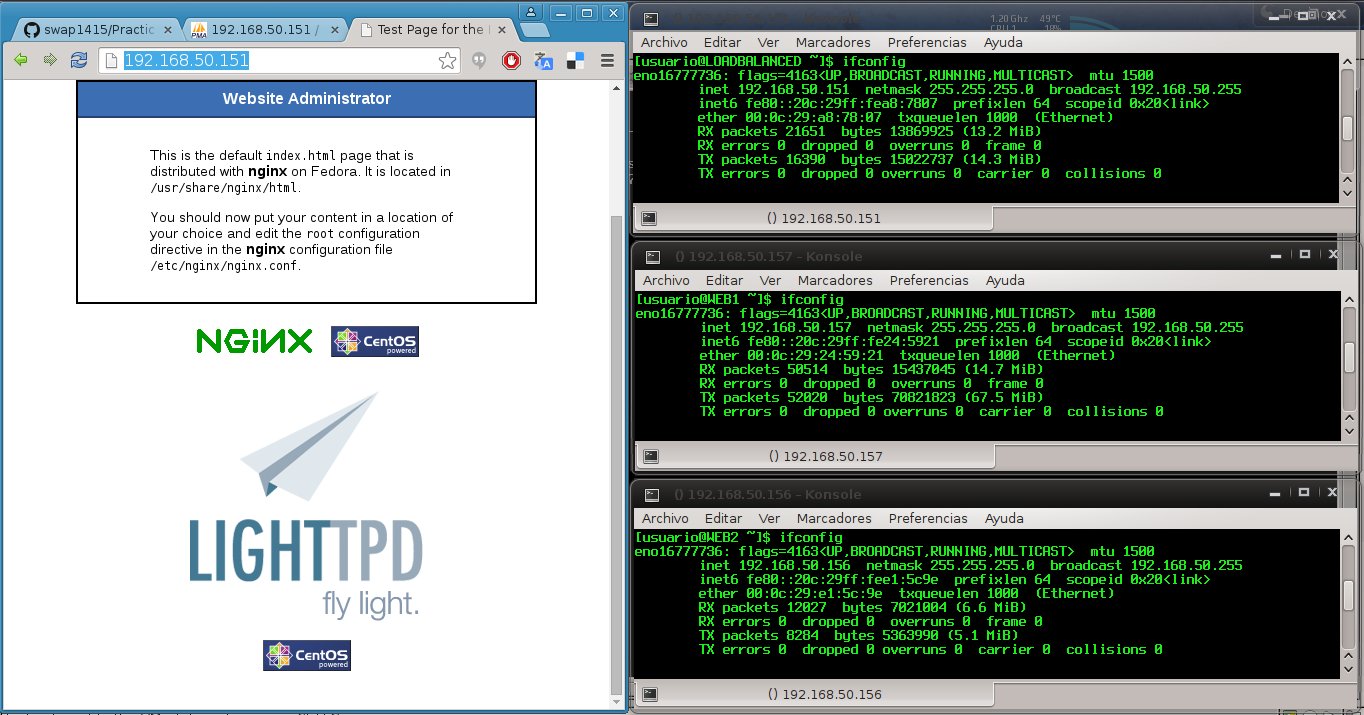 swap1415/Practic
192.168.50.151 /
Test Page for the
192.168.50.151
Website Administrator
This is the default index.html page that is
distributed with nginx on Fedora. It is located in
/usr/share/nginx/html.
You should now put your content in a location of
your choice and edit the root configuration
directive in the nginx configuration file
/etc/nginx/nginx.conf.
NGINX
CentOS
powered
LIGHTTPD
fly light.
CentOS
powered
1.20 Ghz 49°C
CPU 1 18%
Archivo Editar Ver Marcadores Preferencias Ayuda
[usuario@LOADBALANCED ~]$ ifconfig
eno16777736: flags=4163<UP,BROADCAST,RUNNING,MULTICAST> mtu 1500
inet 192.168.50.151 netmask 255.255.255.0 broadcast 192.168.50.255
inet6 fe80::20c:29ff:fea8:7807 prefixlen 64 scopeid 0x20<link>
ether 00:0c:29:a8:78:07 txqueuelen 1000 (Ethernet)
RX packets 21651 bytes 13869925 (13.2 MiB)
RX errors 0 dropped 0 overruns 0 frame 0
TX packets 16390 bytes 15022737 (14.3 MiB)
TX errors 0 dropped 0 overruns 0 carrier 0 collisions 0
() 192.168.50.151
() 192.168.50.157 - Konsole
Archivo Editar Ver Marcadores Preferencias Ayuda
[usuario@WEB1 ~]$ ifconfig
eno16777736: flags=4163<UP,BROADCAST,RUNNING,MULTICAST> mtu 1500
inet 192.168.50.157 netmask 255.255.255.0 broadcast 192.168.50.255
inet6 fe80::20c:29ff:fe24:5921 prefixlen 64 scopeid 0x20<link>
ether 00:0c:29:24:59:21 txqueuelen 1000 (Ethernet)
RX packets 50514 bytes 15437045 (14.7 MiB)
RX errors 0 dropped 0 overruns 0 frame 0
TX packets 52020 bytes 70821823 (67.5 MiB)
TX errors 0 dropped 0 overruns 0 carrier 0 collisions 0
() 192.168.50.157
() 192.168.50.156 - Konsole
Archivo Editar Ver Marcadores Preferencias Ayuda
[usuario@WEB2 ~]$ ifconfig
eno16777736: flags=4163<UP,BROADCAST,RUNNING,MULTICAST> mtu 1500
inet 192.168.50.156 netmask 255.255.255.0 broadcast 192.168.50.255
inet6 fe80::20c:29ff:fee1:5c9e prefixlen 64 scopeid 0x20<link>
ether 00:0c:29:e1:5c:9e txqueuelen 1000 (Ethernet)
RX packets 12027 bytes 7021004 (6.6 MiB)
RX errors 0 dropped 0 overruns 0 frame 0
TX packets 8284 bytes 5363990 (5.1 MiB)
TX errors 0 dropped 0 overruns 0 carrier 0 collisions 0
() 192.168.50.156